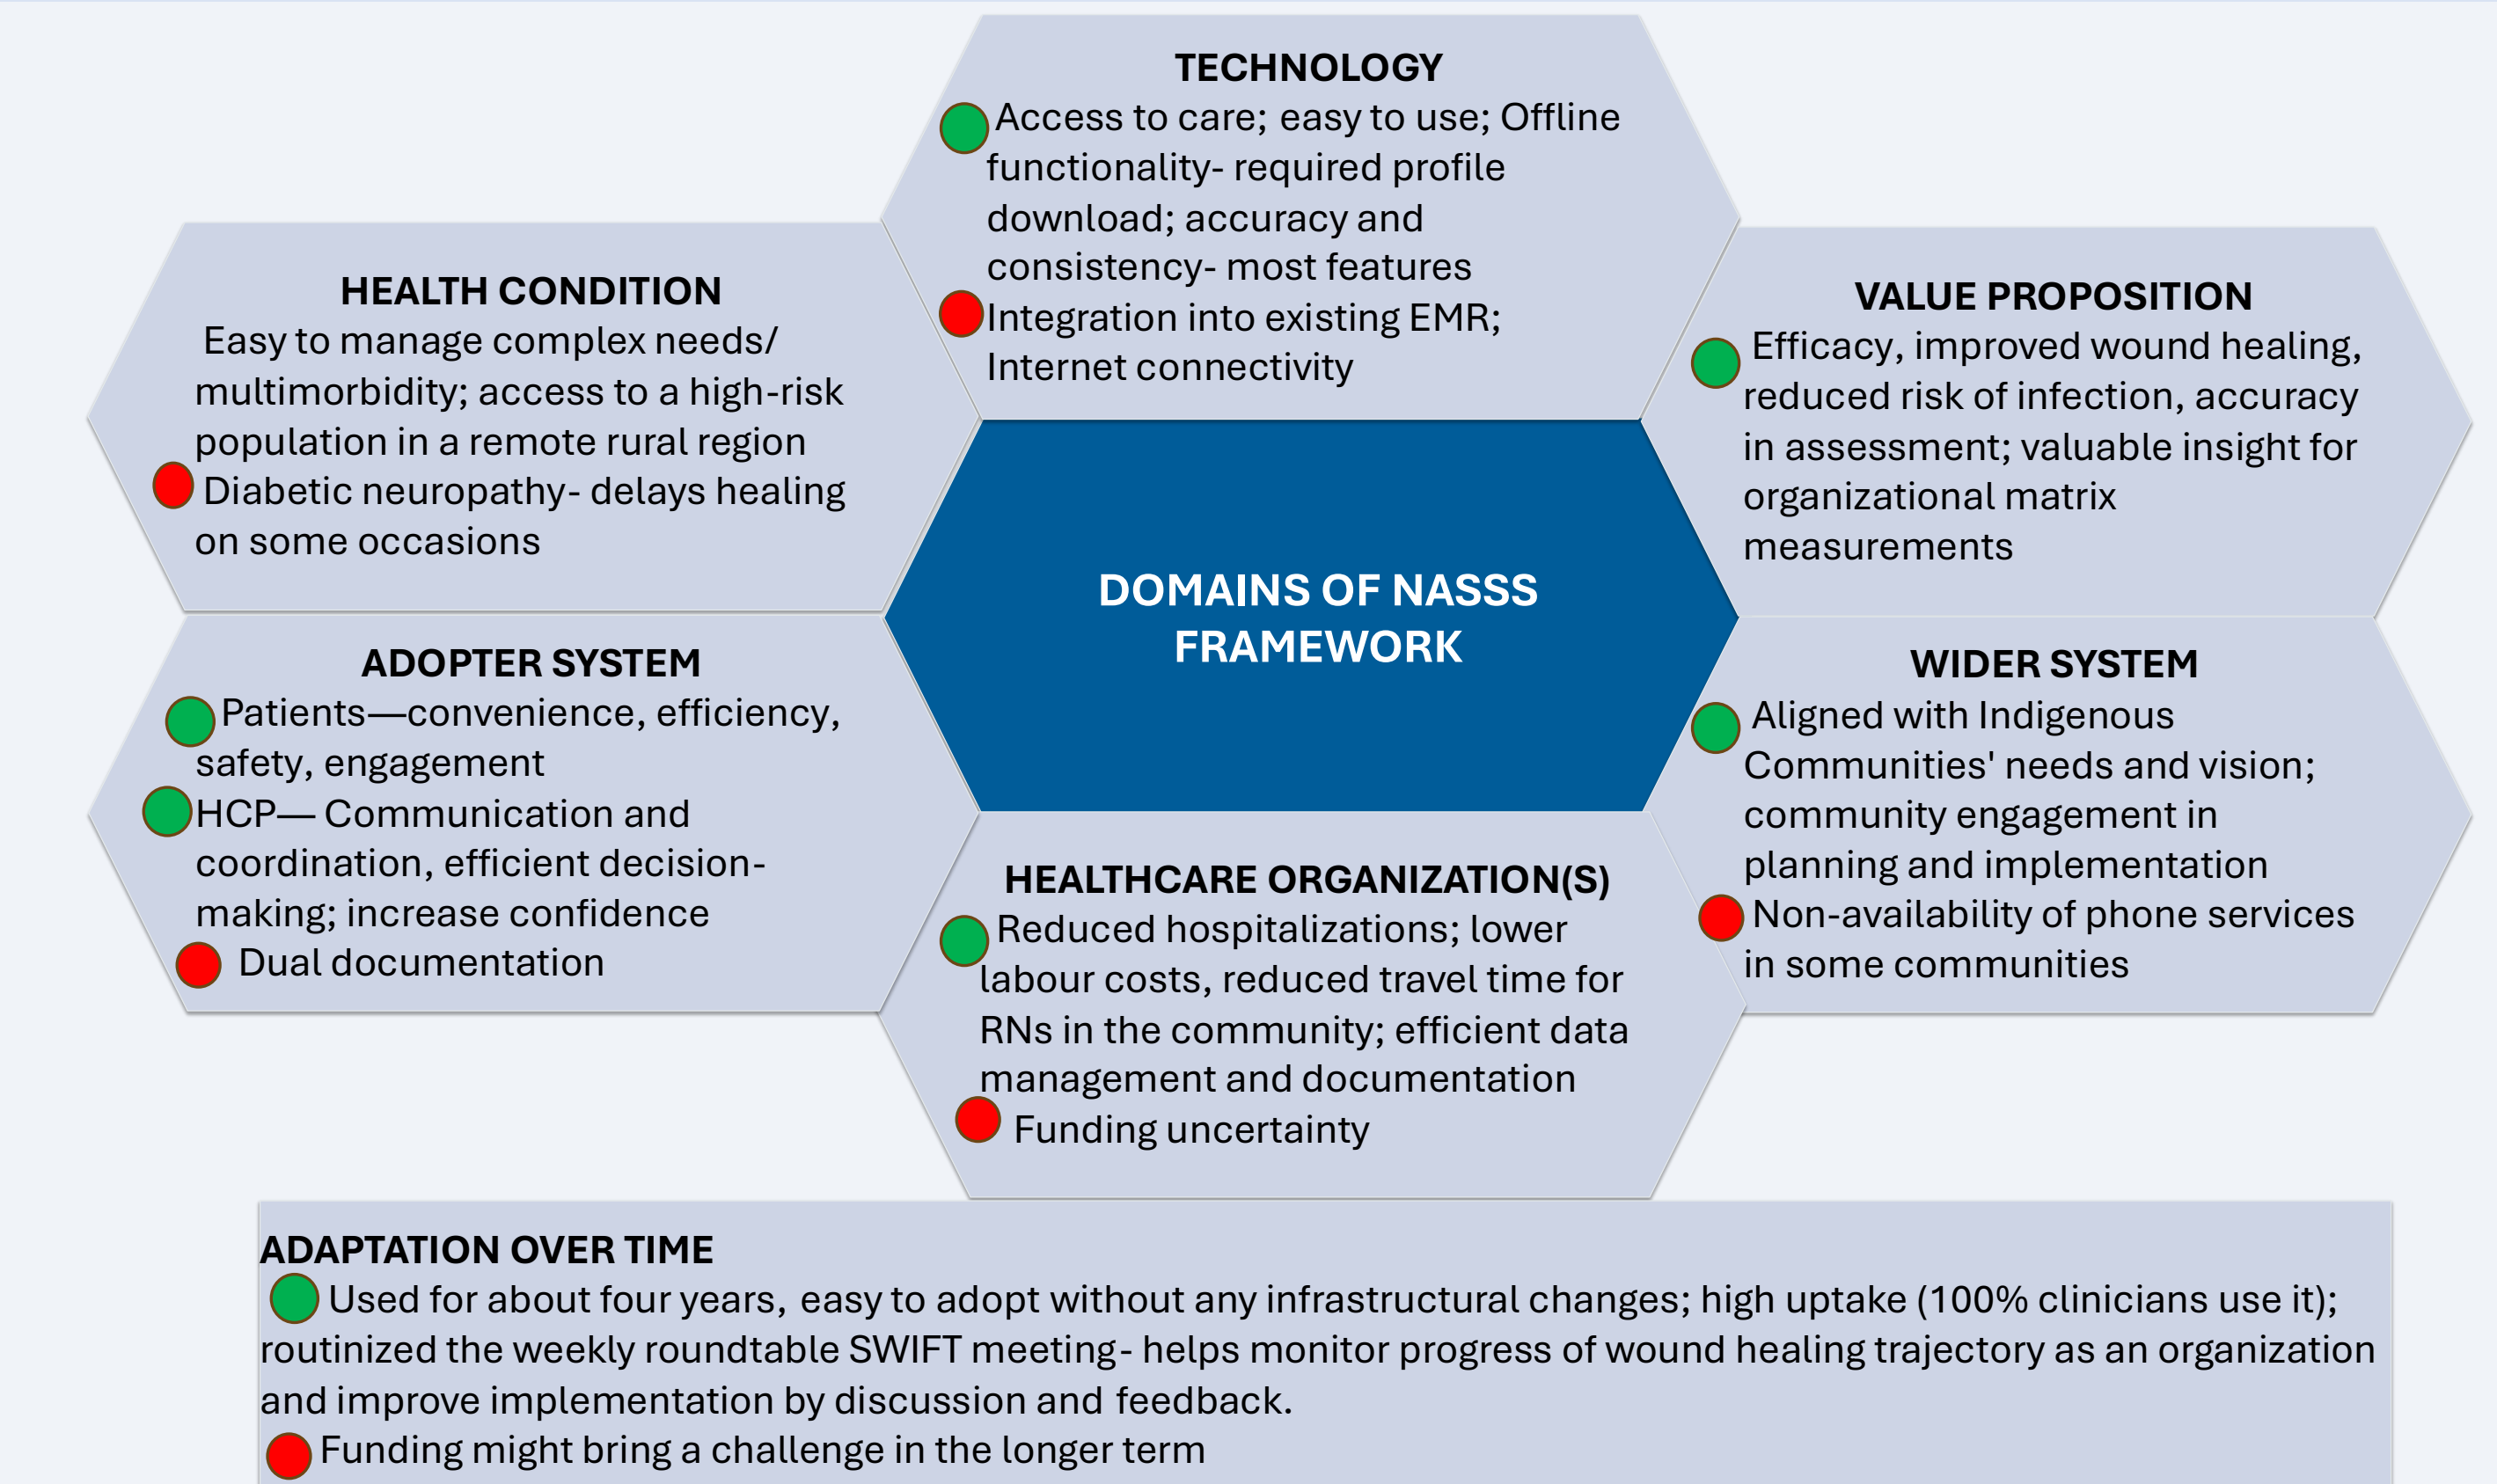 TECHNOLOGY
Access to care; easy to use; Offline
functionality- required profile
download; accuracy and
consistency- most features
Integration into existing EMR;
Internet connectivity
HEALTH CONDITION
Easy to manage complex needs/
multimorbidity; access to a high-risk
population in a remote rural region
Diabetic neuropathy- delays healing
on some occasions
VALUE PROPOSITION
Efficacy, improved wound healing,
reduced risk of infection, accuracy
in assessment; valuable insight for
organizational matrix
measurements
DOMAINS OF NASSS
FRAMEWORK
ADOPTER SYSTEM
Patients—convenience, efficiency,
safety, engagement
HCP— Communication and
coordination, efficient decision-
making; increase confidence
Dual documentation
WIDER SYSTEM
Aligned with Indigenous
Communities' needs and vision;
community engagement in
planning and implementation
Non-availability of phone services
in some communities
HEALTHCARE ORGANIZATION(S)
Reduced hospitalizations; lower
labour costs, reduced travel time for
RNs in the community; efficient data
management and documentation
Funding uncertainty
ADAPTATION OVER TIME
Used for about four years, easy to adopt without any infrastructural changes; high uptake (100% clinicians use it);
routinized the weekly roundtable SWIFT meeting- helps monitor progress of wound healing trajectory as an organization
and improve implementation by discussion and feedback.
Funding might bring a challenge in the longer term